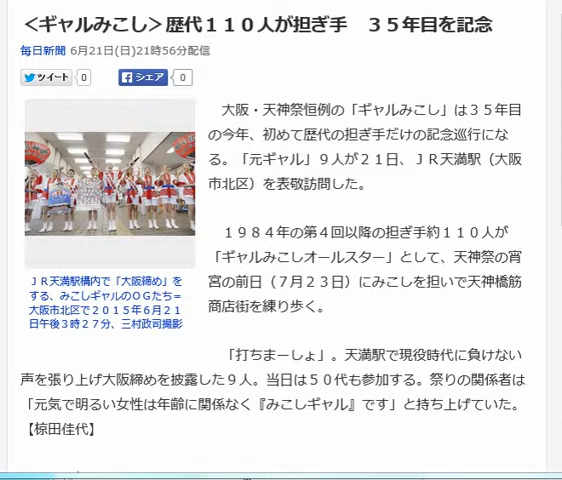 ＜ギャルみこし＞歴代１１０人が担ぎ手　３５年目を記念
毎日新聞 6月21日(日)21時56分配信
ツイート 0 シェア 0
大阪・天神祭恒例の「ギャルみこし」は３５年目
の今年、初めて歴代の担ぎ手だけの記念巡行にな
る。「元ギャル」９人が２１日、ＪＲ天満駅（大阪
市北区）を表敬訪問した。
１９８４年の第４回以降の担ぎ手約１１０人が
「ギャルみこしオールスター」として、天神祭の宵
宮の前日（７月２３日）にみこしを担いで天神橋筋
商店街を練り歩く。
ＪＲ天満駅構内で「大阪締め」を
する、みこしギャルのＯＧたち＝
大阪市北区で２０１５年６月２１
日午後３時２７分、三村政司撮影
「打ちまーしょ」。天満駅で現役時代に負けない
声を張り上げ大阪締めを披露した９人。当日は５０代も参加する。祭りの関係者は
「元気で明るい女性は年齢に関係なく『みこしギャル』です」と持ち上げていた。
【椋田佳代】